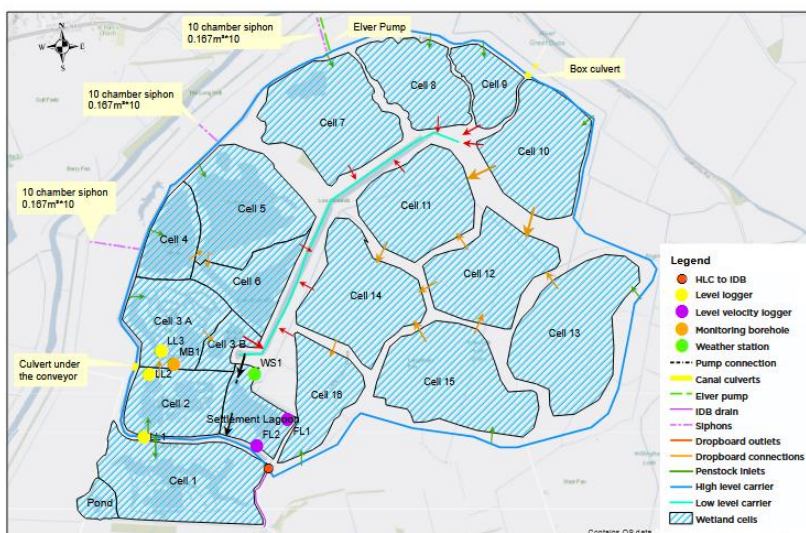 10 chamber siphon
0.167m**10
Elver Pump
N
W E
S
10 chamber siphon
0.167m**10
Box culvert
Cell 8
Cell 9
Cell 7
Cell 10
10 chamber siphon
0.167m**10
Cell 5
Cell 11
Cell 4
Cell 12
Cell 6
Cell 14
Cell 13
Cell 3 A
Cell 3 B
LL3
MB1
WS1
Culvert under
the conveyor
LL2
Cell 15
Cell 16
Cell 2
Settlement Lagoon
FL1
FL2
Cell 1
Pond
Legend
HLC to IDB
Level logger
Level velocity logger
Monitoring borehole
Weather station
Pump connection
Canal culverts
Elver pump
IDB drain
Siphons
Dropboard outlets
Dropboard connections
Penstock inlets
High level carrier
Low level carrier
Wetland cells
Contains OS data